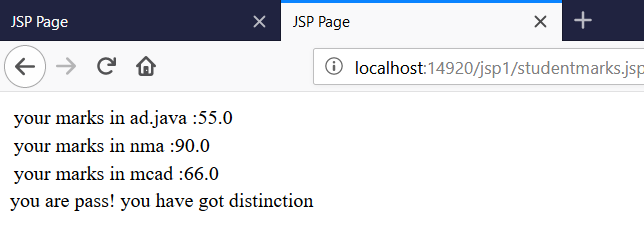 JSP Page
JSP Page
localhost:14920/jsp1/studentmarks.jsp
your marks in ad.java :55.0
your marks in nma :90.0
your marks in mcad :66.0
you are pass! you have got distinction